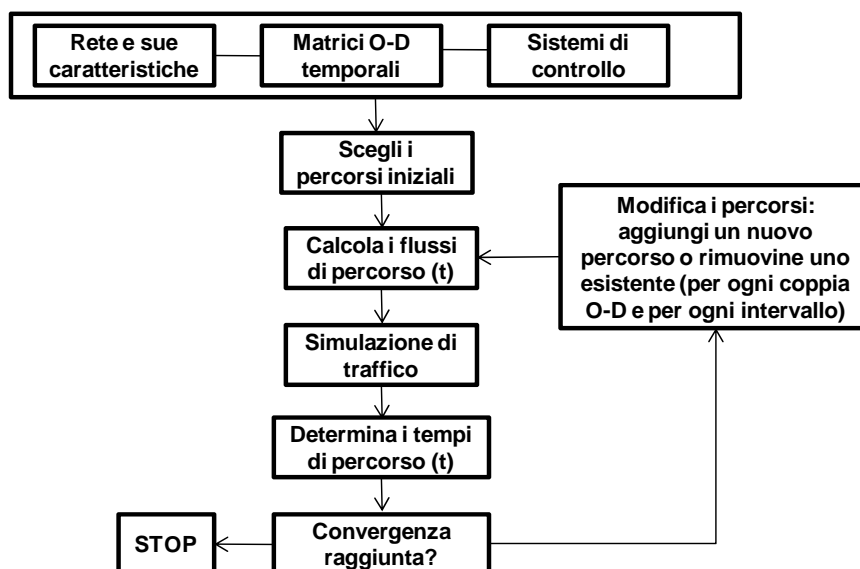 Rete e sue
caratteristiche
Matrici O-D
temporali
Sistemi di
controllo
Scegli i
percorsi iniziali
Calcola i flussi
di percorso (t)
Modifica i percorsi:
aggiungi un nuovo
percorso o rimuovine uno
esistente (per ogni coppia
O-D e per ogni intervallo)
Simulazione di
traffico
Determina i tempi
di percorso (t)
Convergenza
raggiunta?
STOP